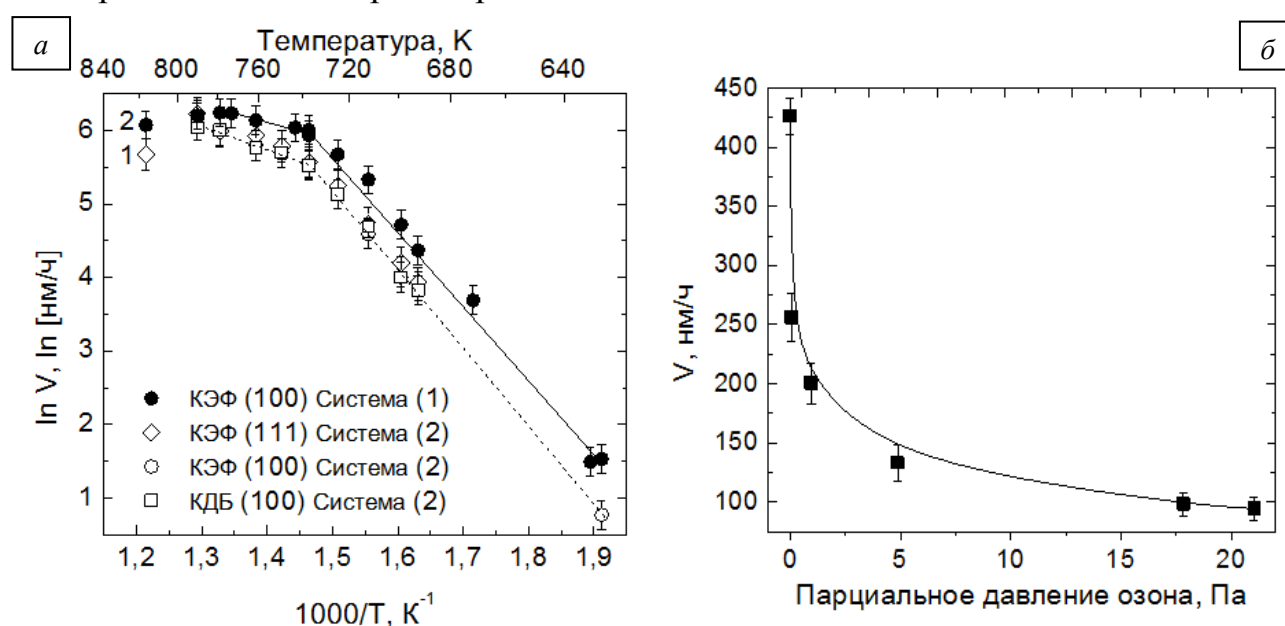 а
Температура, K
840 800 760 720 680 640
6
5
4
3
2
1
2
1
ln V, ln [нм/ч]
КЭФ (100) Система (1)
КЭФ (111) Система (2)
КЭФ (100) Система (2)
КДБ (100) Система (2)
1,2 1,3 1,4 1,5 1,6 1,7 1,8 1,9
1000/T, К⁻¹
б
450
400
350
300
250
200
150
100
V, нм/ч
0 5 10 15 20
Парциальное давление озона, Па